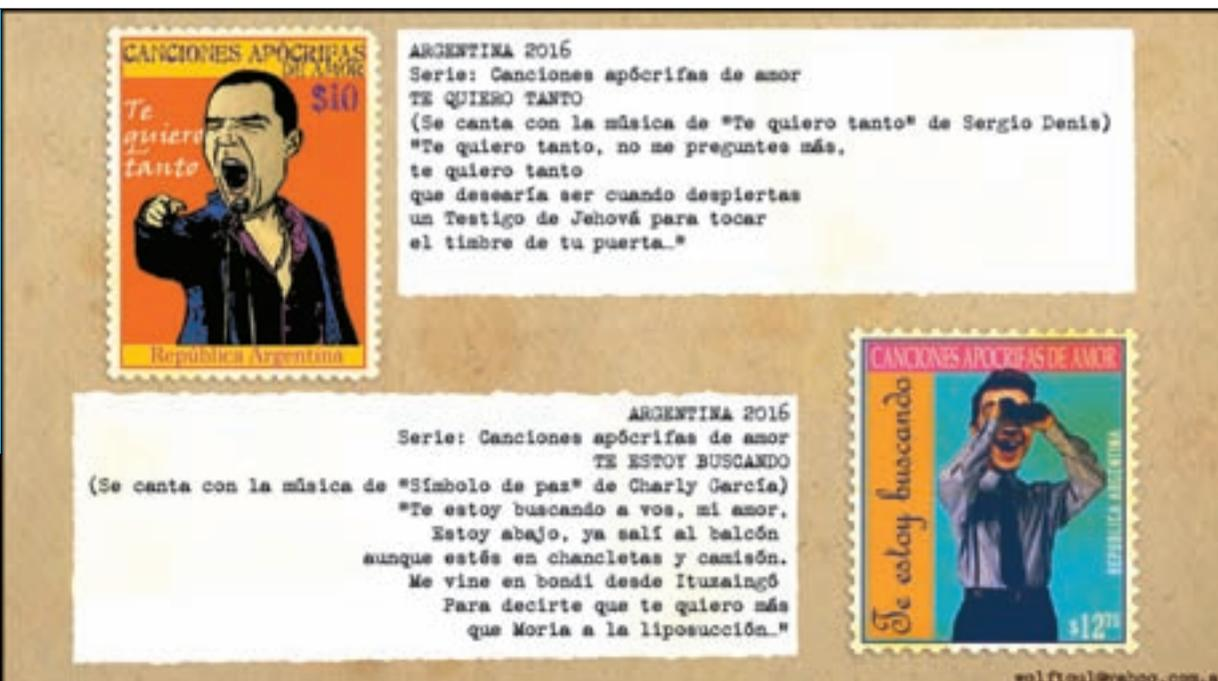 CANCIONES APÓCRIFAS
DE AMOR
$10
Te
quiero
tanto
República Argentina
ARGENTINA 2016
Serie: Canciones apócrifas de amor
TE QUIERO TANTO
(Se canta con la música de "Te quiero tanto" de Sergio Denis)
"Te quiero tanto, no me preguntes más,
te quiero tanto
que desearía ser cuando despiertas
un Testigo de Jehová para tocar
el timbre de tu puerta…"
ARGENTINA 2016
Serie: Canciones apócrifas de amor
TE ESTOY BUSCANDO
(Se canta con la música de "Símbolo de paz" de Charly García)
"Te estoy buscando a vos, mi amor,
Estoy abajo, ya salí al balcón
aunque estés en chancletas y camisón.
Me vine en bondi desde Ituzaingó
Para decirte que te quiero más
que Moria a la liposucción…"
CANCIONES APOCRIFAS DE AMOR
Te estoy buscando
REPUBLICA ARGENTINA
$12